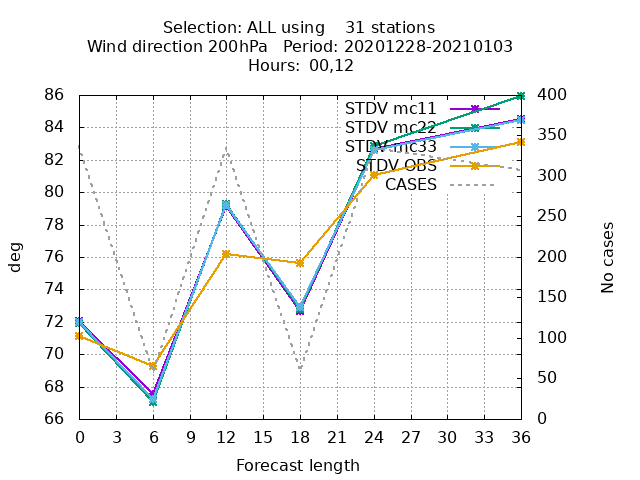 Selection: ALL using    31 stations
Wind direction 200hPa   Period: 20201228-20210103
Hours: 00,12
86 400
84 350
82 300
80 250
78 200
76 150
74 100
72 50
70 0
68
66
deg
No cases
STDV mc11
STDV mc22
STDV mc33
STDV OBS
CASES
0 3 6 9 12 15 18 21 24 27 30 33 36
Forecast length